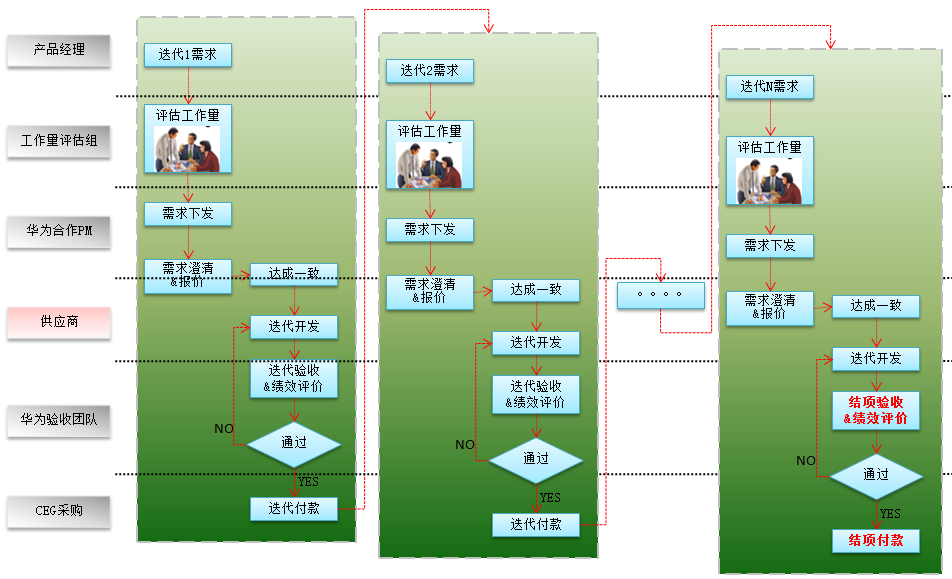 产品经理
工作量评估组
华为合作PM
供应商
华为验收团队
CEG采购
迭代1需求
评估工作量
需求下发
需求澄清
&报价
达成一致
迭代开发
迭代验收
&绩效评价
通过
NO
YES
迭代付款
迭代2需求
评估工作量
需求下发
需求澄清
&报价
达成一致
迭代开发
迭代验收
&绩效评价
通过
NO
YES
迭代付款
。。。。
迭代N需求
评估工作量
需求下发
需求澄清
&报价
达成一致
迭代开发
结项验收
&绩效评价
通过
NO
YES
结项付款